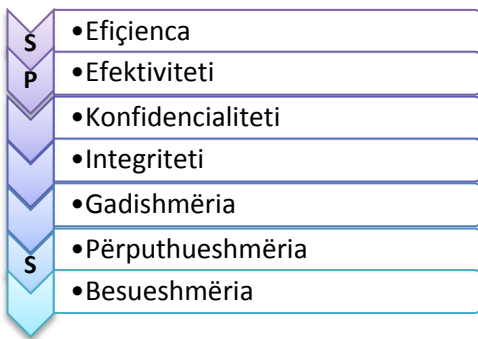 S •Efiçienca
P •Efektiviteti
•Konfidencialiteti
•Integriteti
•Gadishmëria
S •Përputhueshmëria
•Besueshmëria